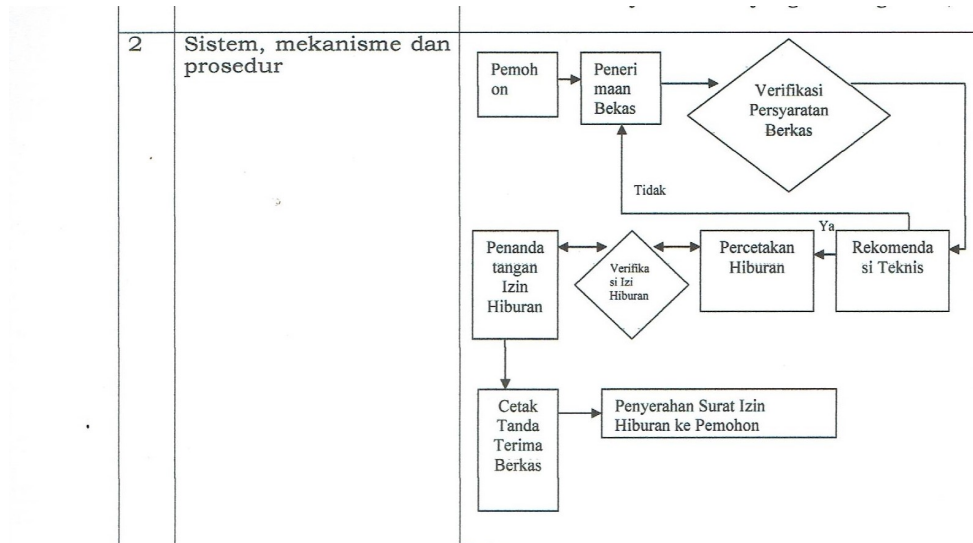 2
Sistem, mekanisme dan
prosedur
Pemoh
on
Peneri
maan
Bekas
Verifikasi
Persyaratan
Berkas
Tidak
Ya
Penanda
tangan
Izin
Hiburan
Verifika
si Izi
Hiburan
Percetakan
Hiburan
Rekomenda
si Teknis
Cetak
Tanda
Terima
Berkas
Penyerahan Surat Izin
Hiburan ke Pemohon